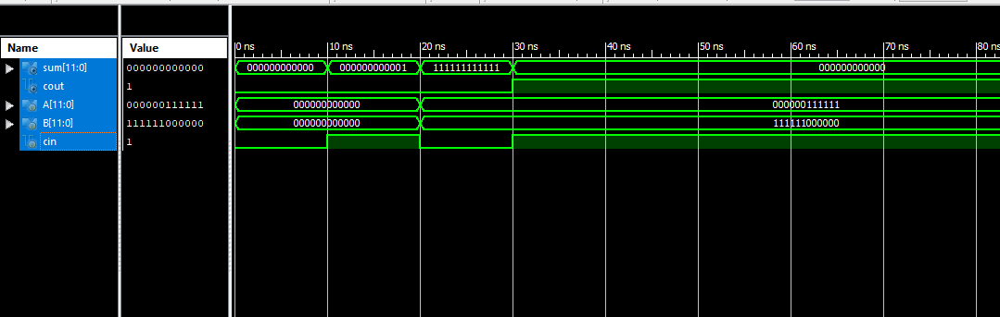 Name Value 0 ns 10 ns 20 ns 30 ns 40 ns 50 ns 60 ns 70 ns 80 ns
sum[11:0] 000000000000 000000000000 000000000001 111111111111 000000000000
cout 1
A[11:0] 000000111111 000000000000 000000111111
B[11:0] 111111000000 000000000000 111111000000
cin 1